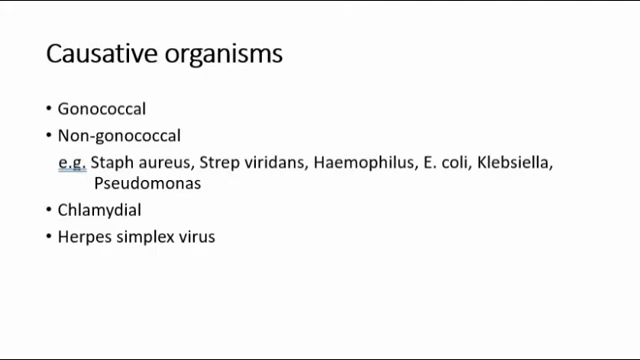 Causative organisms
• Gonococcal
• Non-gonococcal
e.g. Staph aureus, Strep viridans, Haemophilus, E. coli, Klebsiella,
Pseudomonas
• Chlamydial
• Herpes simplex virus